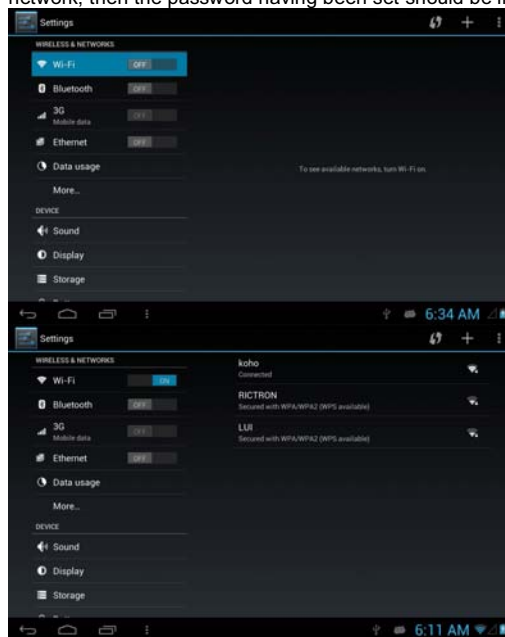 network, then the password having been set should be i
Settings
WIRELESS & NETWORKS
Wi-Fi OFF
Bluetooth OFF
3G OFF
Mobile data
Ethernet OFF
Data usage
To see available networks, turn Wi-Fi on.
More...
DEVICE
Sound
Display
Storage
6:34 AM
Settings
WIRELESS & NETWORKS
koho
Connected
Wi-Fi ON
RICTRON
Secured with WPA/WPA2 (WPS available)
Bluetooth OFF
3G OFF
Mobile data
LUI
Secured with WPA/WPA2 (WPS available)
Ethernet OFF
Data usage
More...
DEVICE
Sound
Display
Storage
6:11 AM